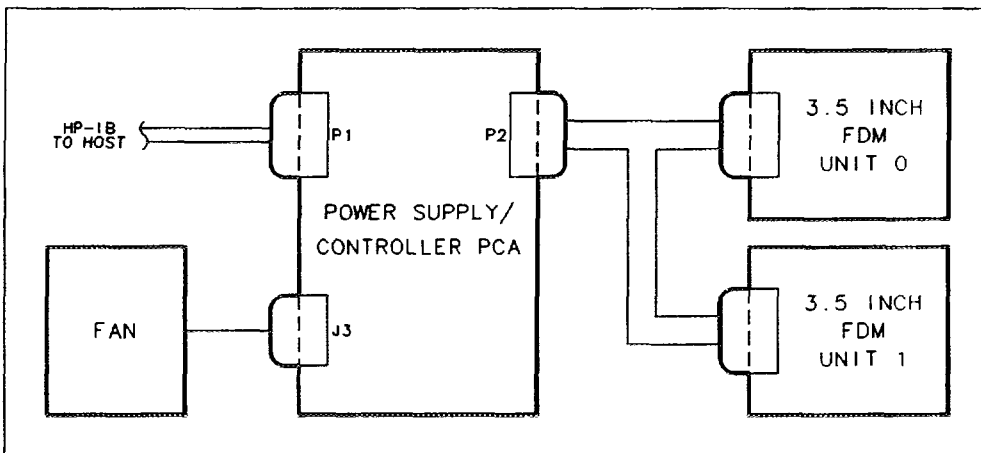 HP-IB
TO HOST
P1
P2
3.5 INCH
FDM
UNIT 0
POWER SUPPLY/
CONTROLLER PCA
FAN
J3
3.5 INCH
FDM
UNIT 1